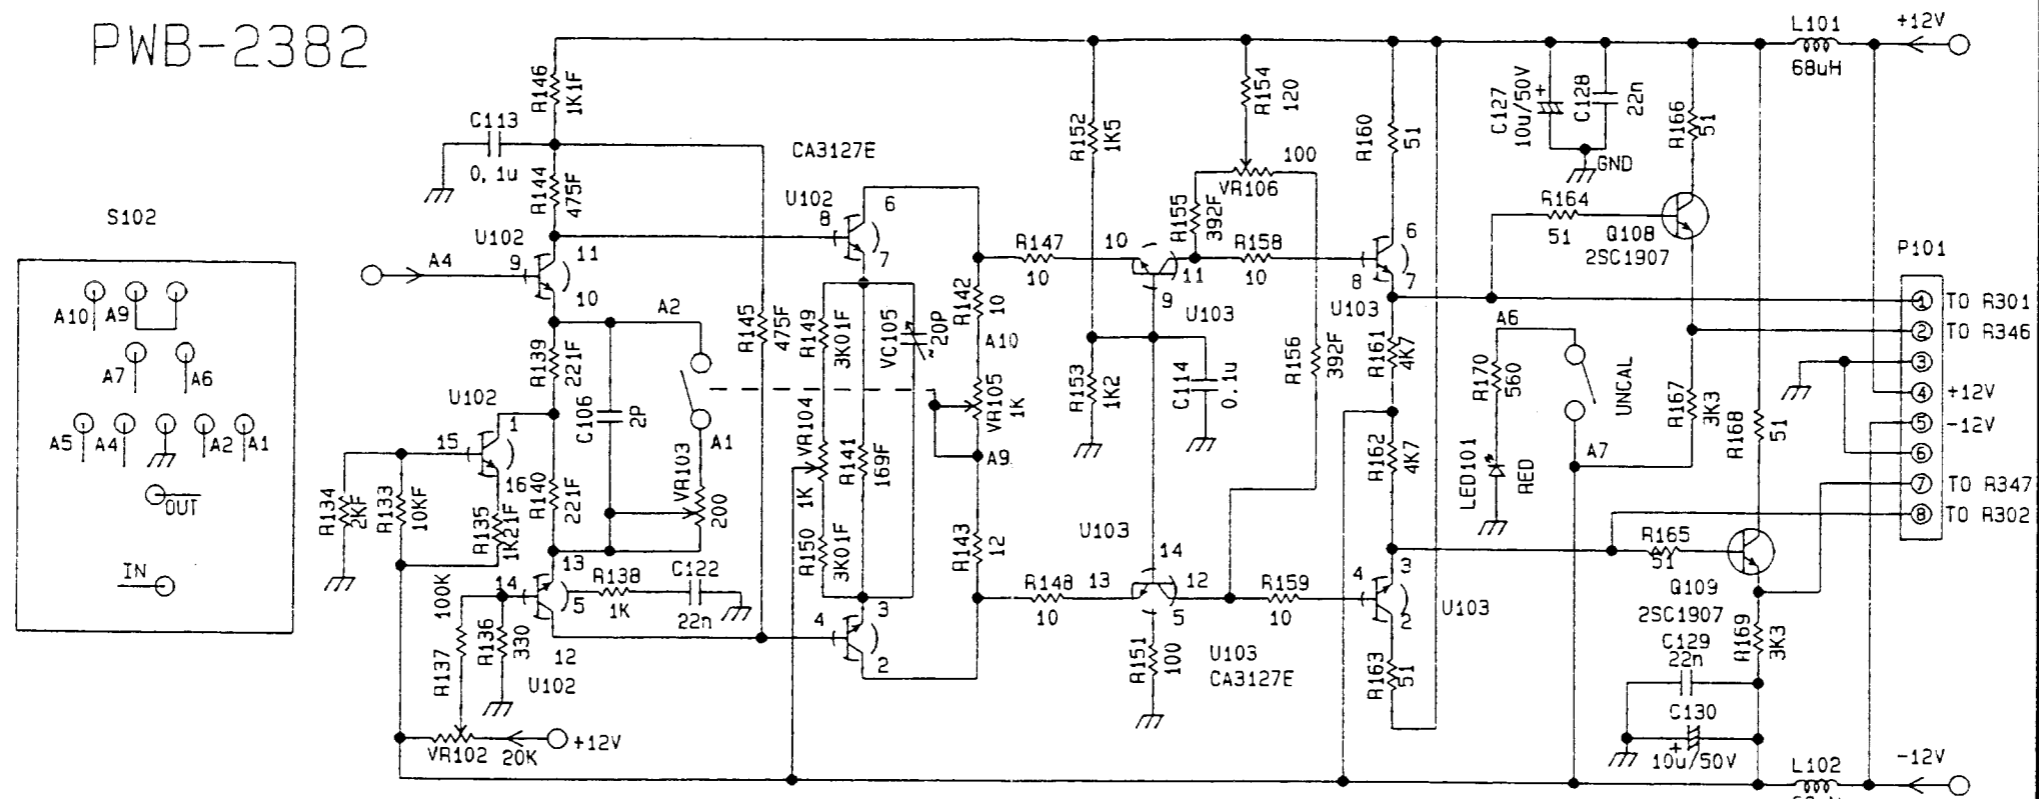 PWB-2382
L101
+12V
68uH
R146
1K1F
C113
0,1u
R144
475F
CA3127E
R152
1K5
R154
120
100
VR106
R160
51
C127
10u/50V
+
C128
22n
GND
R166
51
S102
A10
A9
A7
A6
A5
A4
A2
A1
OUT
IN
U102
11
9
10
A4
U102
8
6
7
R147
10
10
11
9
U103
R155
392F
R158
10
6
8
7
U103
R164
51
Q108
2SC1907
P101
1 TO R301
2 TO R346
3
4 +12V
5 -12V
6
7 TO R347
8 TO R302
A2
R139
221F
C106
2P
A1
VR103
200
R145
475F
R149
3K01F
VC105
20P
R142
10
A10
VR105
1K
A9
R153
1K2
C114
0.1u
R156
392F
R161
4K7
R162
4K7
A6
R170
560
UNCAL
A7
LED101
RED
R167
3K3
R168
51
U102
15
1
16
R134
2KF
R133
10KF
R135
1K21F
R140
221F
VR104
1K
R141
169F
R150
3K01F
R143
12
U103
14
13
12
5
R148
10
R159
10
R151
100
U103
CA3127E
4
3
2
U103
R163
51
R165
51
Q109
2SC1907
C129
22n
R169
3K3
C130
+
10u/50V
13
14
5
12
U102
R138
1K
C122
22n
4
3
2
100K
R137
R136
330
VR102
20K
+12V
L102
-12V